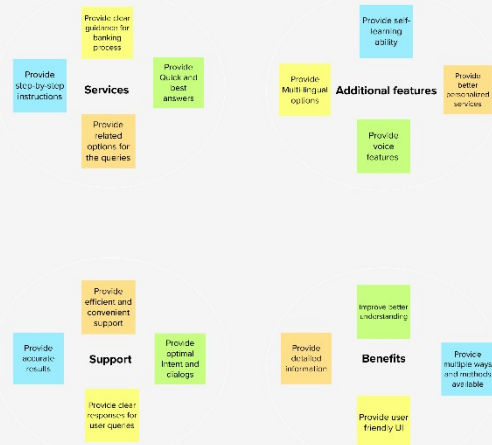 Provide clear
guidance for
banking
process
Provide
step-by-step
instructions
Services
Provide
Quick and
best
answers
Provide
related
options for
the queries
Provide self-
learning
ability
Provide
Multi-lingual
options
Additional features
Provide
better
personalized
services
Provide
voice
features
Provide
efficient and
convenient
support
Provide
accurate
results
Support
Provide
optimal
Intent and
dialogs
Provide clear
responses for
user queries
Improve better
understanding
Provide
detailed
information
Benefits
Provide
multiple ways
and methods
available
Provide user
friendly UI